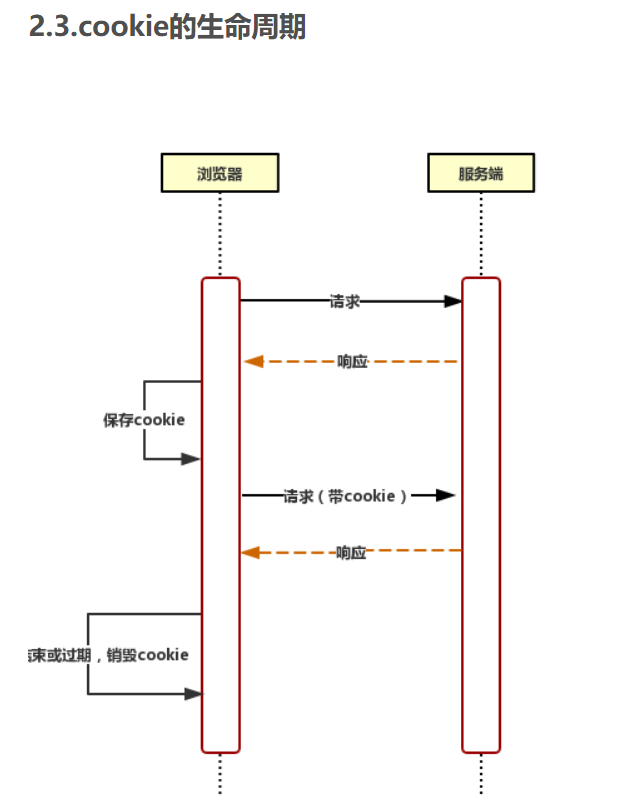 2.3.cookie的生命周期
浏览器
服务端
请求
响应
保存cookie
请求（带cookie）
响应
束或过期，销毁cookie